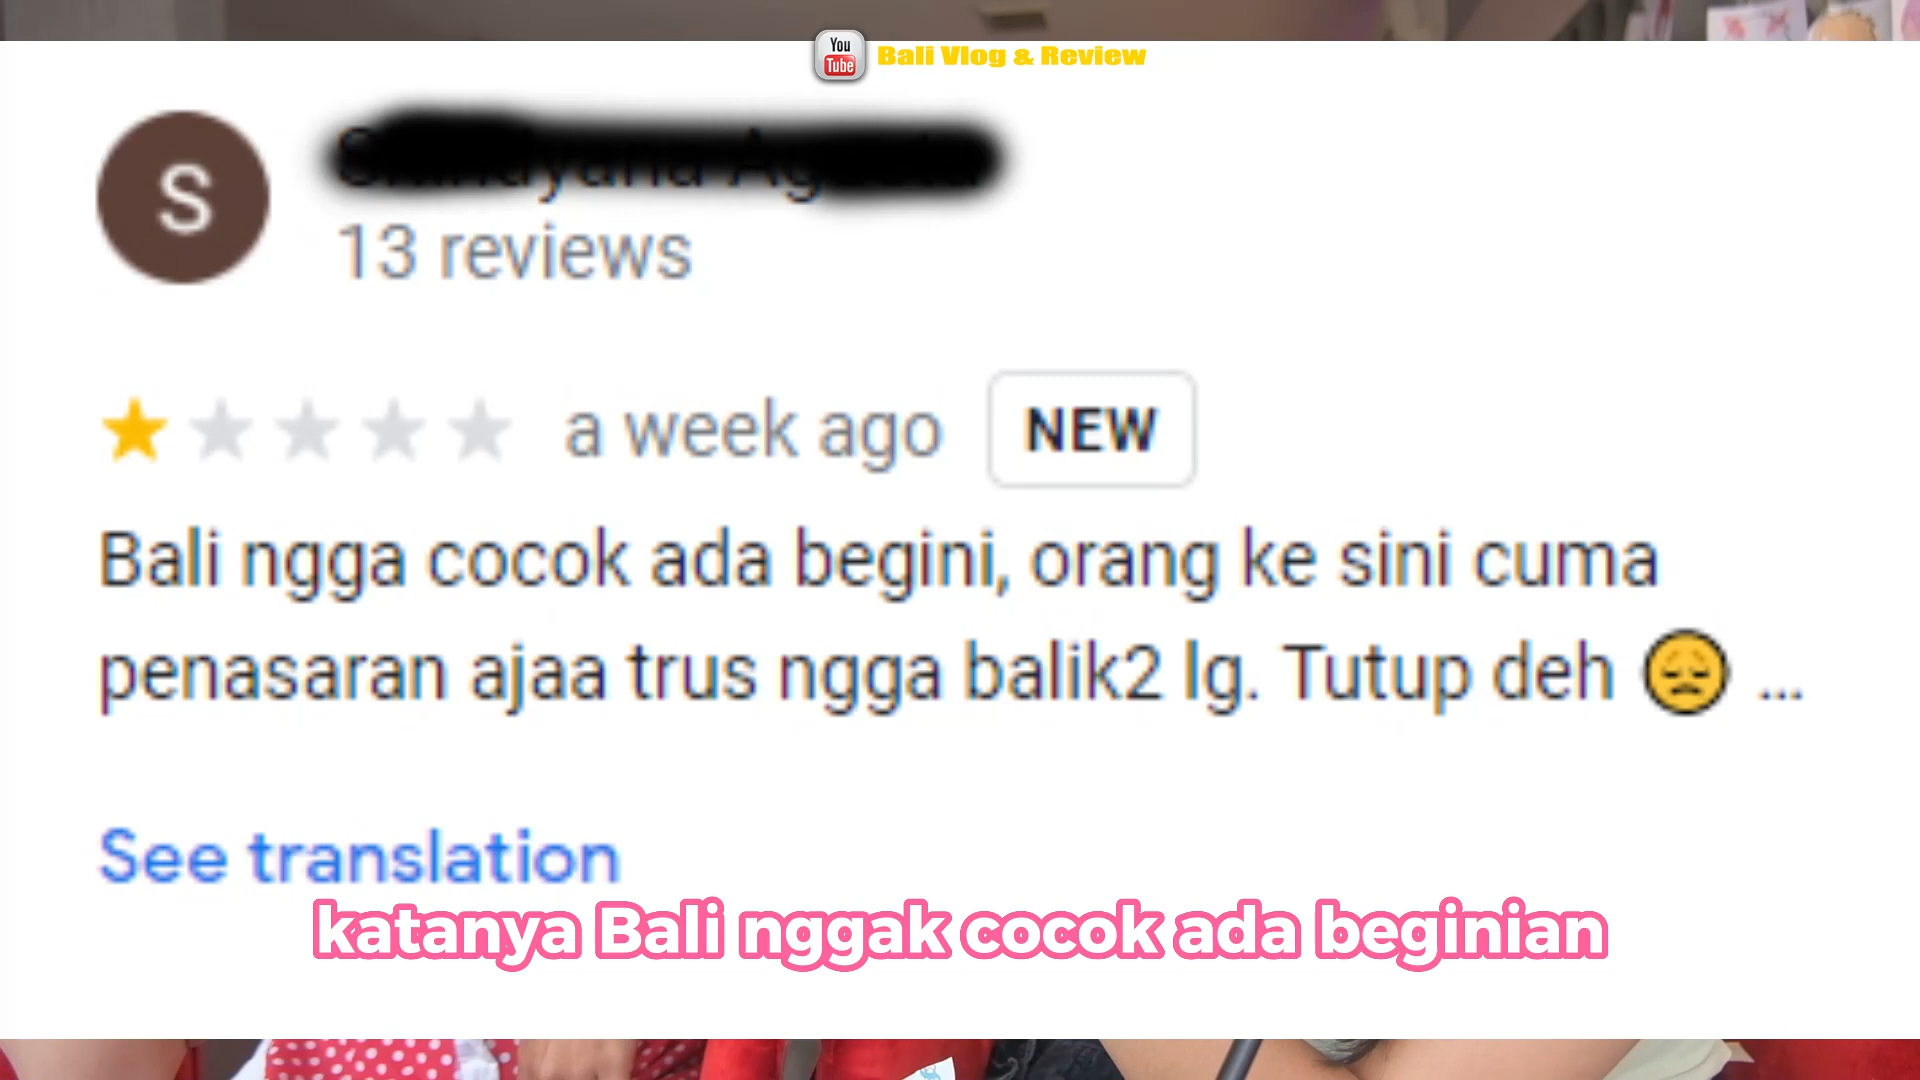 You
Tube
Bali Vlog & Review
S
13 reviews
a week ago NEW
Bali ngga cocok ada begini, orang ke sini cuma
penasaran ajaa trus ngga balik2 lg. Tutup deh 😞 ...
See translation
katanya Bali nggak cocok ada beginian